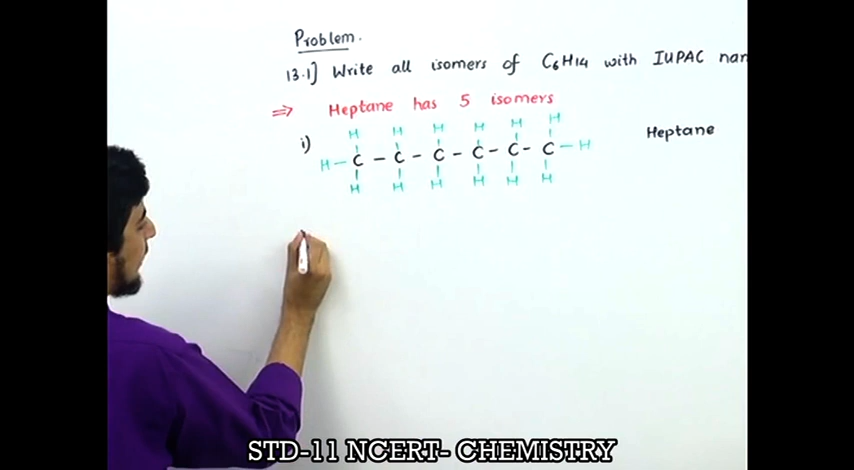 Problem.
13.1] Write all isomers of C6H14 with IUPAC nam
⇒ Heptane has 5 isomers
H H H H H H
i) H - C - C - C - C - C - C - H Heptane
H H H H H H
STD-11 NCERT- CHEMISTRY